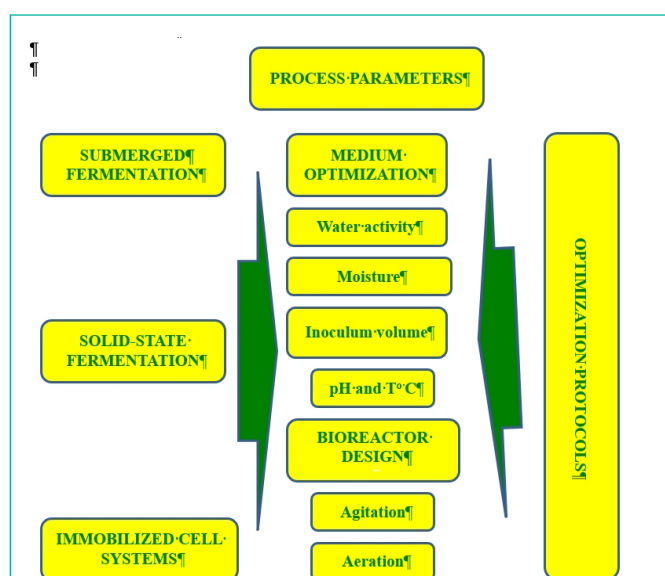 ¶
¶
PROCESS·PARAMETERS¶
SUBMERGED¶
FERMENTATION¶
SOLID-STATE·
FERMENTATION¶
IMMOBILIZED·CELL·
SYSTEMS¶
MEDIUM·
OPTIMIZATION¶
Water·activity¶
Moisture¶
Inoculum·volume¶
pH·and·Tº·C¶
BIOREACTOR·
DESIGN¶
Agitation¶
Aeration¶
OPTIMIZATION·PROTOCOLS¶